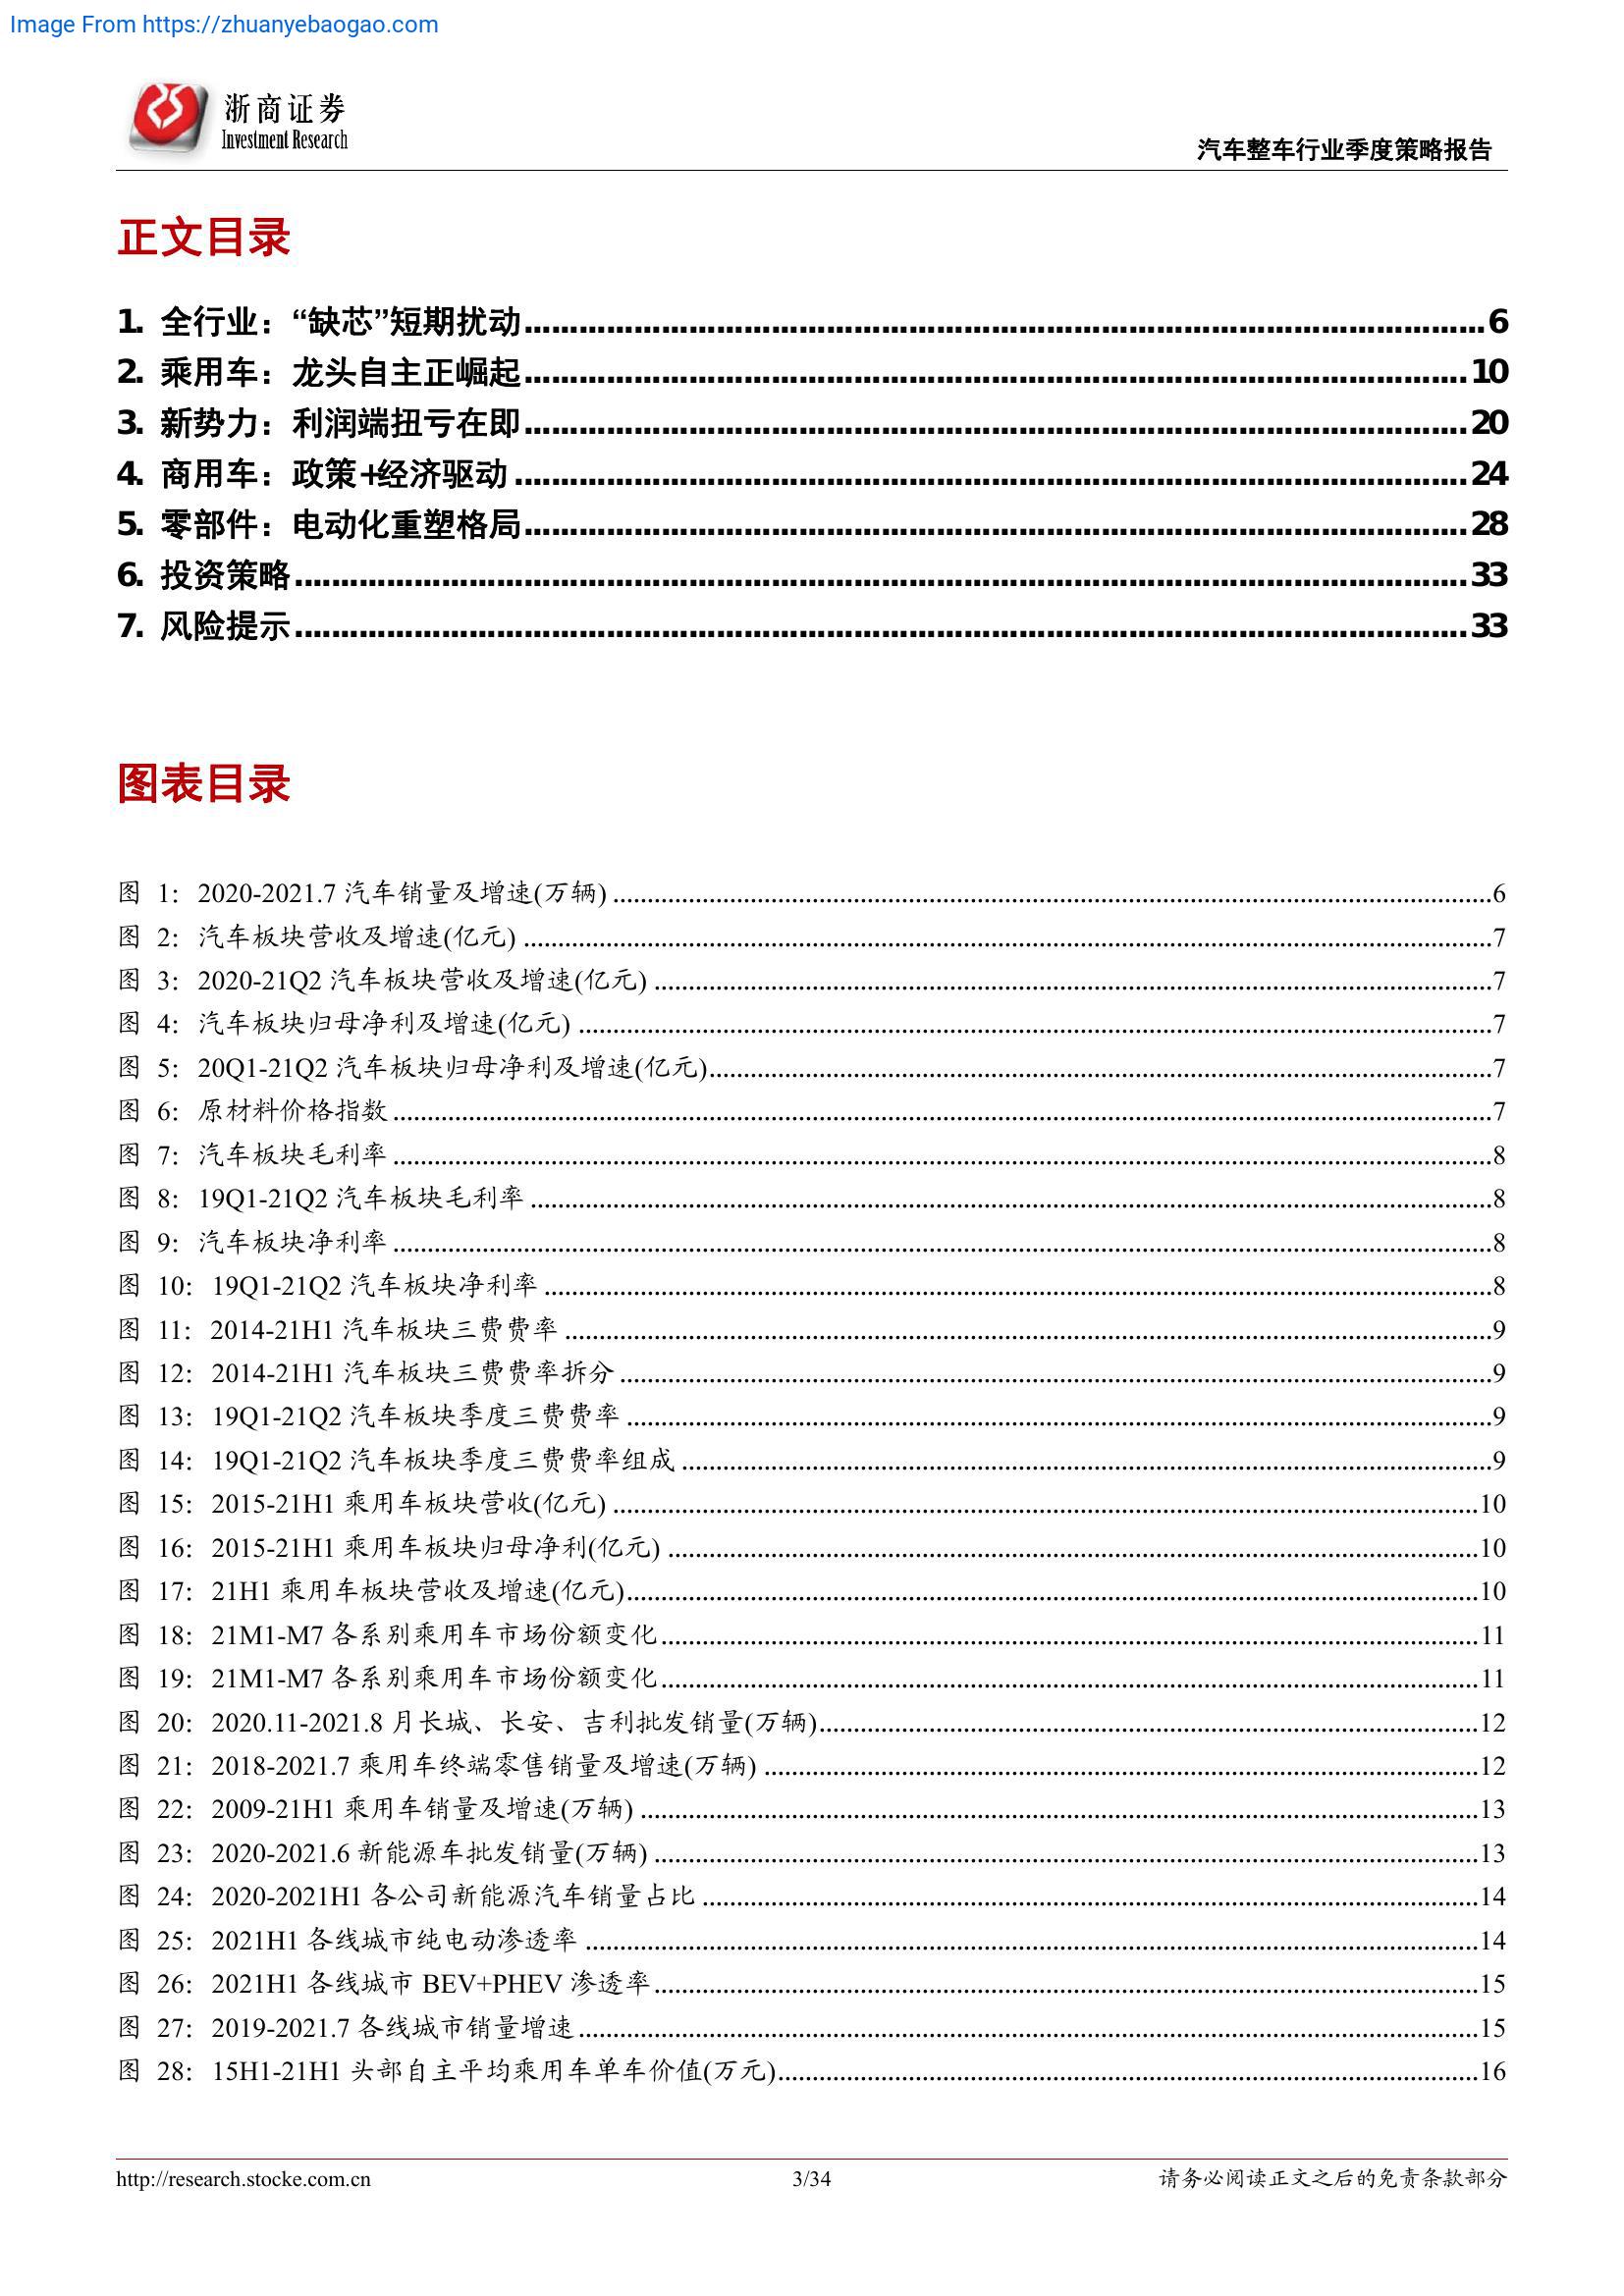 Image From https://zhuanyebaogao.com
浙商证券
Investment Research
汽车整车行业季度策略报告
正文目录
1. 全行业：“缺芯”短期扰动 6
2. 乘用车：龙头自主正崛起 10
3. 新势力：利润端扭亏在即 20
4. 商用车：政策+经济驱动 24
5. 零部件：电动化重塑格局 28
6. 投资策略 33
7. 风险提示 33
图表目录
图 1：2020-2021.7 汽车销量及增速(万辆) 6
图 2：汽车板块营收及增速(亿元) 7
图 3：2020-21Q2 汽车板块营收及增速(亿元) 7
图 4：汽车板块归母净利及增速(亿元) 7
图 5：20Q1-21Q2 汽车板块归母净利及增速(亿元) 7
图 6：原材料价格指数 7
图 7：汽车板块毛利率 8
图 8：19Q1-21Q2 汽车板块毛利率 8
图 9：汽车板块净利率 8
图 10：19Q1-21Q2 汽车板块净利率 8
图 11：2014-21H1 汽车板块三费费率 9
图 12：2014-21H1 汽车板块三费费率拆分 9
图 13：19Q1-21Q2 汽车板块季度三费费率 9
图 14：19Q1-21Q2 汽车板块季度三费费率组成 9
图 15：2015-21H1 乘用车板块营收(亿元) 10
图 16：2015-21H1 乘用车板块归母净利(亿元) 10
图 17：21H1 乘用车板块营收及增速(亿元) 10
图 18：21M1-M7 各系别乘用车市场份额变化 11
图 19：21M1-M7 各系别乘用车市场份额变化 11
图 20：2020.11-2021.8 月长城、长安、吉利批发销量(万辆) 12
图 21：2018-2021.7 乘用车终端零售销量及增速(万辆) 12
图 22：2009-21H1 乘用车销量及增速(万辆) 13
图 23：2020-2021.6 新能源车批发销量(万辆) 13
图 24：2020-2021H1 各公司新能源汽车销量占比 14
图 25：2021H1 各线城市纯电动渗透率 14
图 26：2021H1 各线城市 BEV+PHEV 渗透率 15
图 27：2019-2021.7 各线城市销量增速 15
图 28：15H1-21H1 头部自主平均乘用车单车价值(万元) 16
http://research.stocke.com.cn 3/34 请务必阅读正文之后的免责条款部分